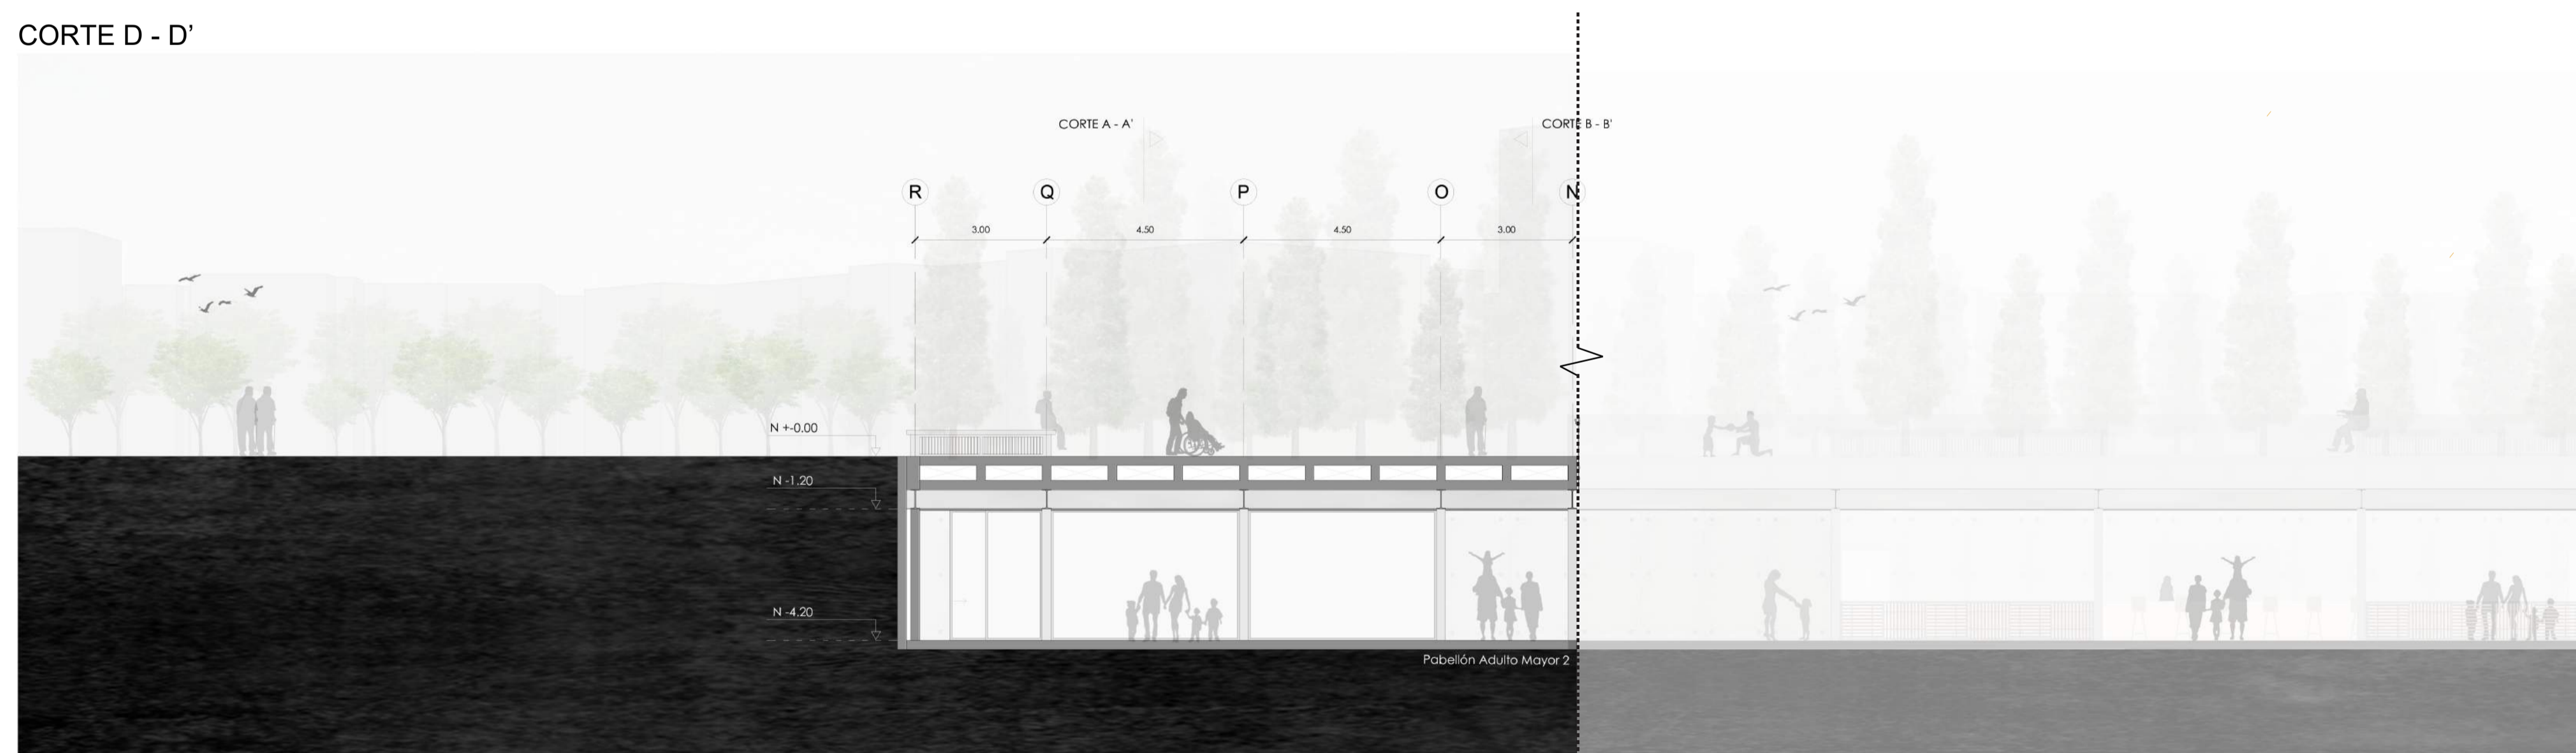 CORTE D - D'
CORTE A - A'
CORTE B - B'
R
Q
P
O
N
3.00
4.50
4.50
3.00
N +-0.00
N -1.20
N -4.20
Pabellón Adulto Mayor 2